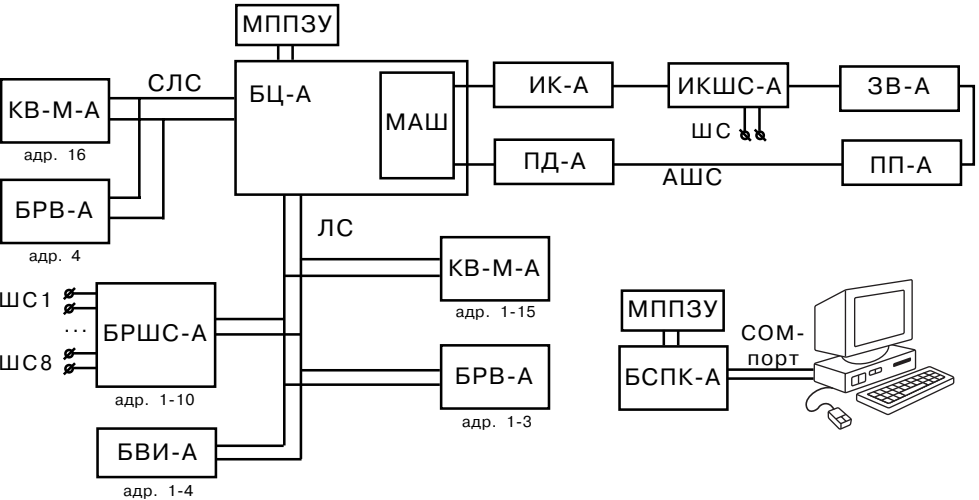 МППЗУ
КВ-М-А
адр. 16
СЛС
БЦ-А
МАШ
ИК-А
ИКШС-А
ШС
ЗВ-А
ПД-А
АШС
ПП-А
БРВ-А
адр. 4
ЛС
КВ-М-А
адр. 1-15
ШС1
...
ШС8
БРШС-А
адр. 1-10
БРВ-А
адр. 1-3
БВИ-А
адр. 1-4
МППЗУ
БСПК-А
СОМ-
порт